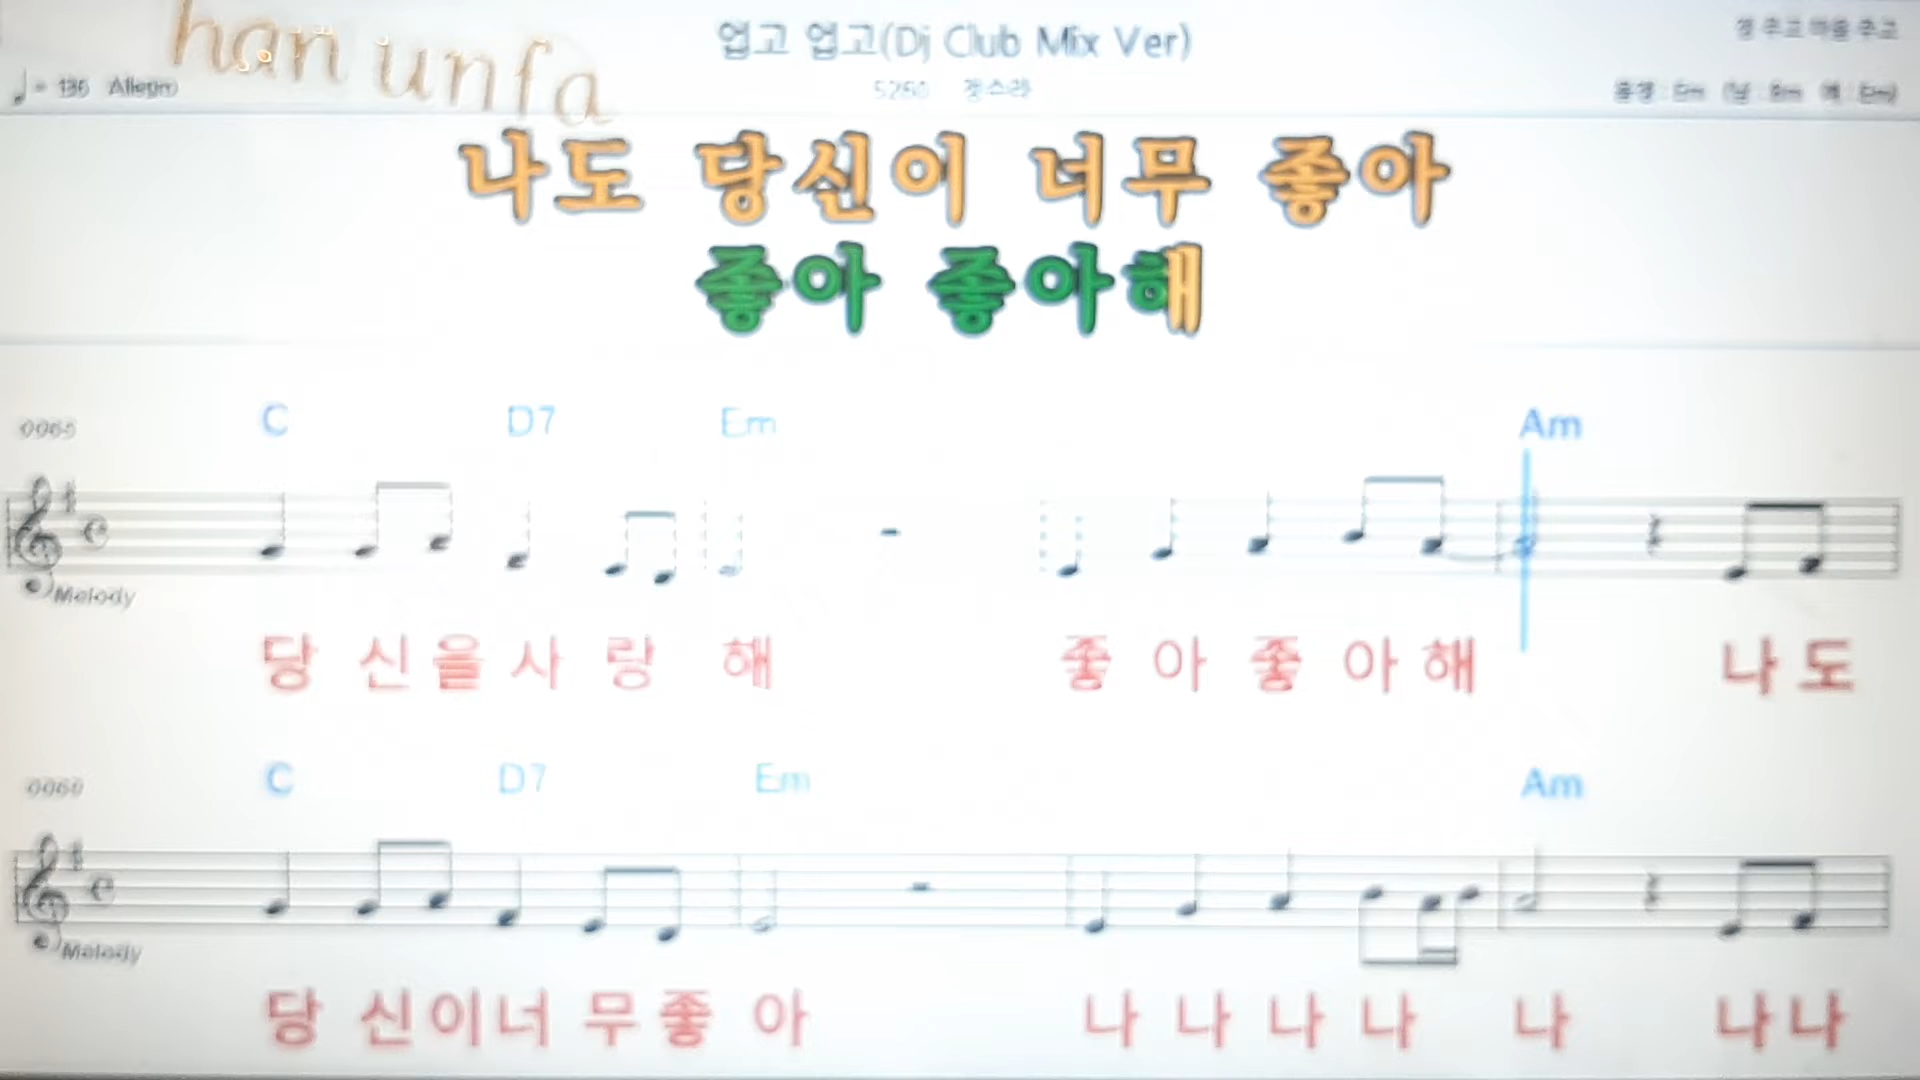 han unfa
업고 업고(Dj Club Mix Ver)
= 136 Allegro
나도 당신이 너무 좋아
좋아 좋아해
0065
C D7 Em Am
Melody
당 신 을 사 랑 해 좋 아 좋 아 해 나 도
C D7 Em Am
Melody
당 신 이 너 무 좋 아 나 나 나 나 나 나 나